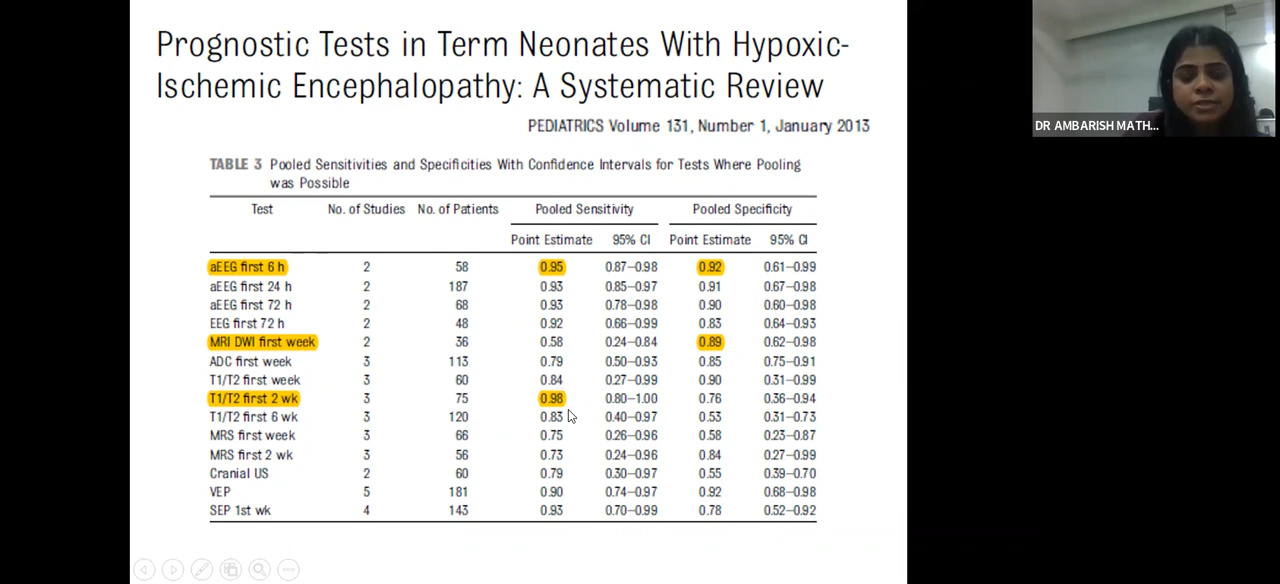 Prognostic Tests in Term Neonates With Hypoxic-
Ischemic Encephalopathy: A Systematic Review
PEDIATRICS Volume 131, Number 1, January 2013
DR AMBARISH MATH...
TABLE 3 Pooled Sensitivities and Specificities With Confidence Intervals for Tests Where Pooling
was Possible
Test No. of Studies No. of Patients Pooled Sensitivity Pooled Specificity
Point Estimate 95% CI Point Estimate 95% CI
aEEG first 6 h 2 58 0.95 0.87–0.98 0.92 0.61–0.99
aEEG first 24 h 2 187 0.93 0.85–0.97 0.91 0.67–0.98
aEEG first 72 h 2 68 0.93 0.78–0.98 0.90 0.60–0.98
EEG first 72 h 2 48 0.92 0.66–0.99 0.83 0.64–0.93
MRI DWI first week 2 36 0.58 0.24–0.84 0.89 0.62–0.98
ADC first week 3 113 0.79 0.50–0.93 0.85 0.75–0.91
T1/T2 first week 3 60 0.84 0.27–0.99 0.90 0.31–0.99
T1/T2 first 2 wk 3 75 0.98 0.80–1.00 0.76 0.36–0.94
T1/T2 first 6 wk 3 120 0.83 0.40–0.97 0.53 0.31–0.73
MRS first week 3 66 0.75 0.26–0.96 0.58 0.23–0.87
MRS first 2 wk 3 56 0.73 0.24–0.96 0.84 0.27–0.99
Cranial US 2 60 0.79 0.30–0.97 0.55 0.39–0.70
VEP 5 181 0.90 0.74–0.97 0.92 0.68–0.98
SEP 1st wk 4 143 0.93 0.70–0.99 0.78 0.52–0.92